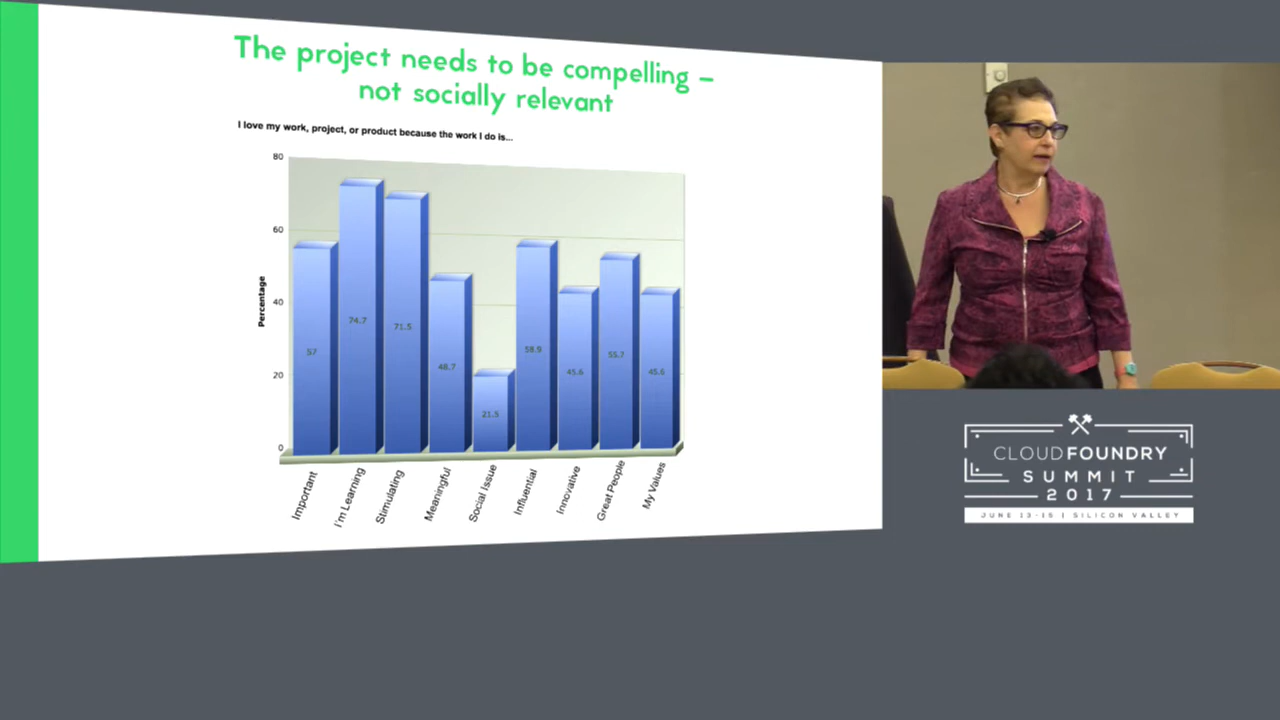 The project needs to be compelling –
not socially relevant
I love my work, project, or product because the work I do is...
Percentage
80
60
40
20
0
57
74.7
71.5
48.7
21.5
58.9
45.6
55.7
45.6
Important
I'm Learning
Stimulating
Meaningful
Social Issue
Influential
Innovative
Great People
My Values
CLOUDFOUNDRY
SUMMIT
2017
JUNE 13-15 | SILICON VALLEY